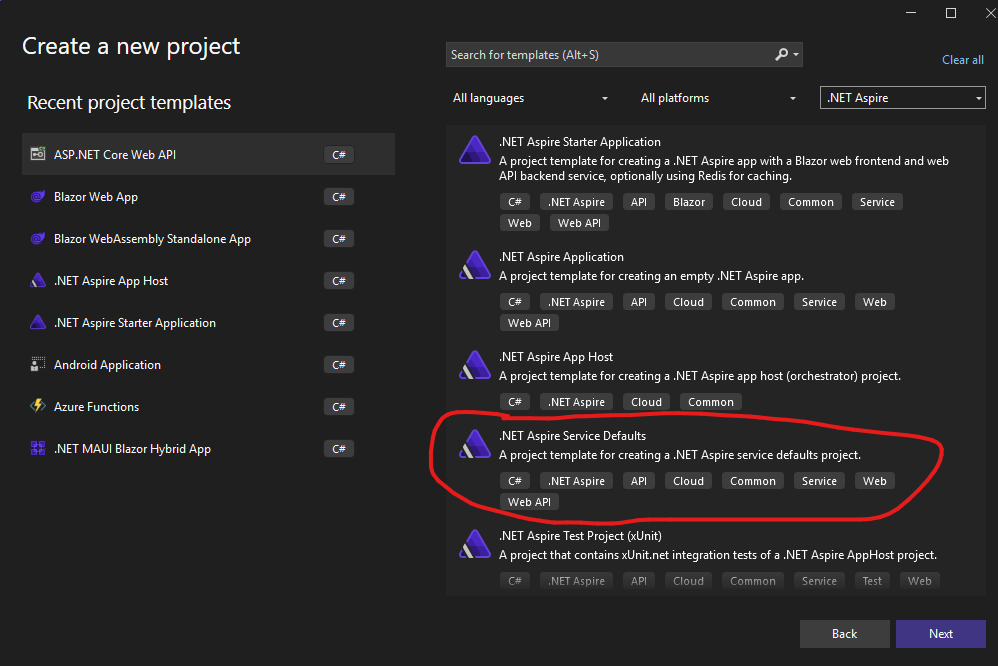 Create a new project
Recent project templates
ASP.NET Core Web API C#
Blazor Web App C#
Blazor WebAssembly Standalone App C#
.NET Aspire App Host C#
.NET Aspire Starter Application C#
Android Application C#
Azure Functions C#
.NET MAUI Blazor Hybrid App C#
Search for templates (Alt+S)
Clear all
All languages All platforms .NET Aspire
.NET Aspire Starter Application
A project template for creating a .NET Aspire app with a Blazor web frontend and web
API backend service, optionally using Redis for caching.
C# .NET Aspire API Blazor Cloud Common Service
Web Web API
.NET Aspire Application
A project template for creating an empty .NET Aspire app.
C# .NET Aspire API Cloud Common Service Web
Web API
.NET Aspire App Host
A project template for creating a .NET Aspire app host (orchestrator) project.
C# .NET Aspire Cloud Common
.NET Aspire Service Defaults
A project template for creating a .NET Aspire service defaults project.
C# .NET Aspire API Cloud Common Service Web
Web API
.NET Aspire Test Project (xUnit)
A project that contains xUnit.net integration tests of a .NET Aspire AppHost project.
C# .NET Aspire API Cloud Common Service Test Web
Back Next